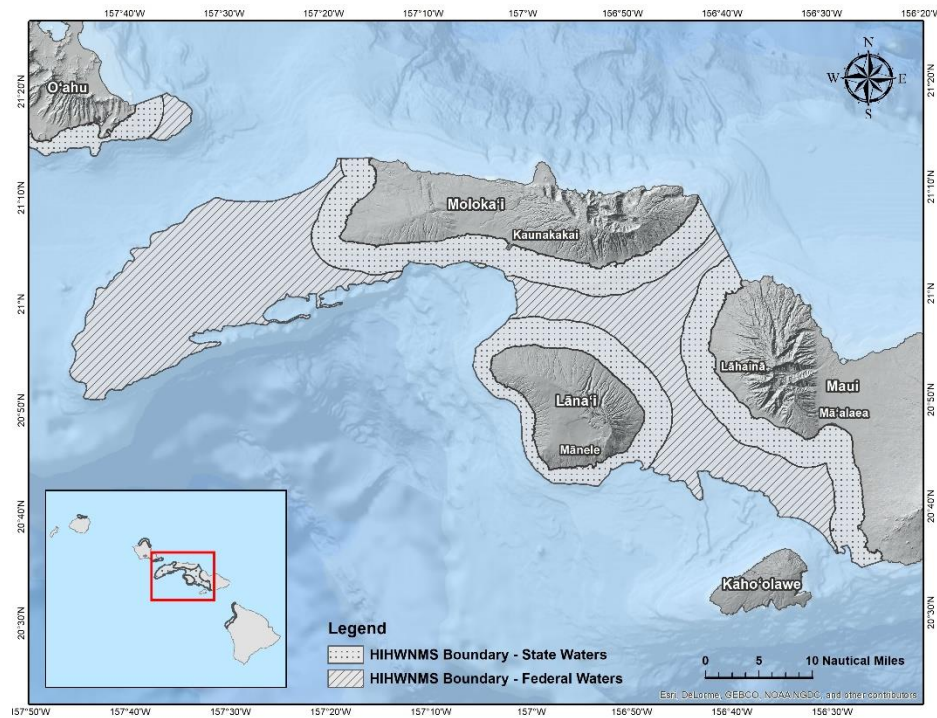 157°40'W
157°30'W
157°20'W
157°10'W
157°W
156°50'W
156°40'W
156°30'W
156°20'W
N
W
E
S
21°20'N
21°20'N
O'ahu
21°10'N
21°10'N
Moloka'i
Kaunakakai
21°N
21°N
Lāhainā
Maui
Mā'alaea
Lāna'i
Mānele
20°50'N
20°50'N
20°40'N
20°40'N
Kaho'olawe
20°30'N
20°30'N
Legend
HIHWNMS Boundary - State Waters
HIHWNMS Boundary - Federal Waters
0 5 10 Nautical Miles
Esri, DeLorme, GEBCO, NOAA NGDC, and other contributors
157°50'W
157°40'W
157°30'W
157°20'W
157°10'W
157°W
156°50'W
156°40'W
156°30'W